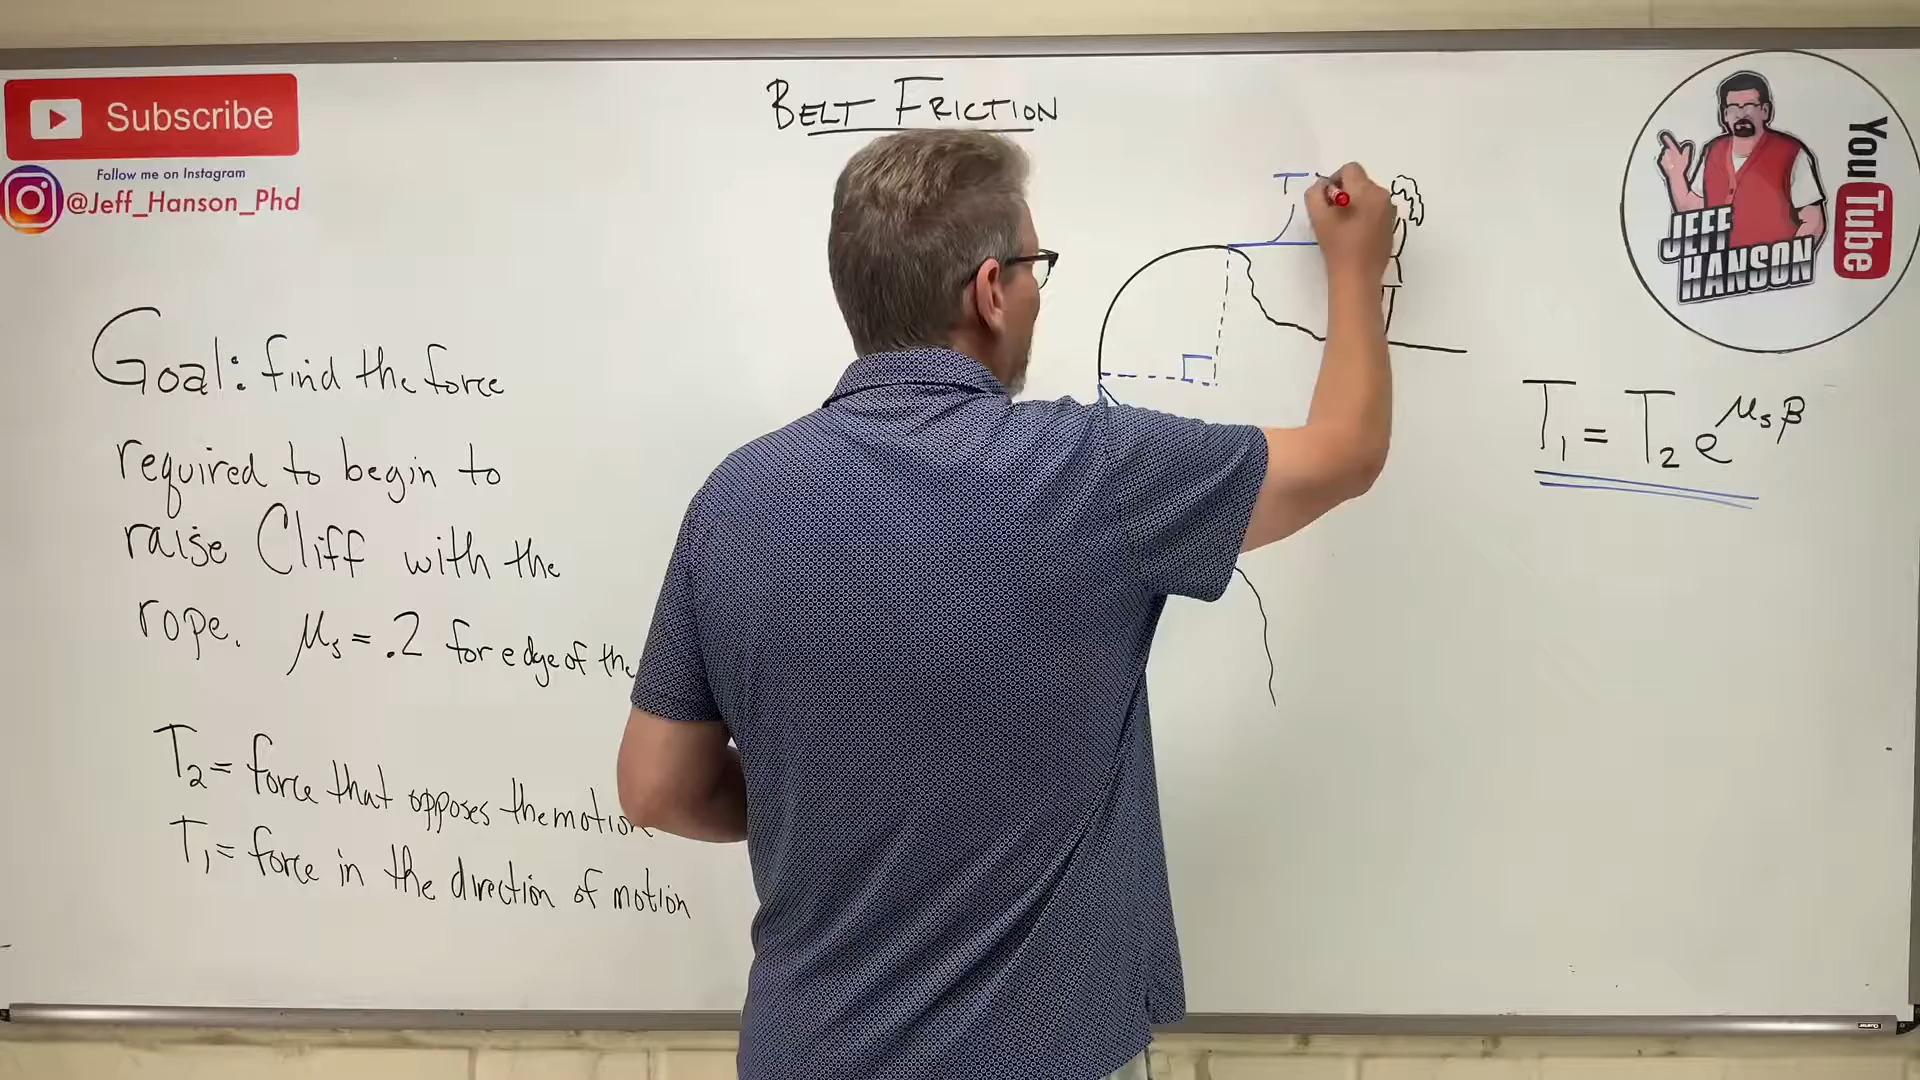 Subscribe
Follow me on Instagram
@Jeff_Hanson_Phd
BELT FRICTION
YouTube
JEFF
HANSON
T
T₁ = T₂ e^μₛβ
Goal: find the force
required to begin to
raise Cliff with the
rope. μₛ = .2 for edge of the
T₂ = force that opposes the motion
T₁ = force in the direction of motion